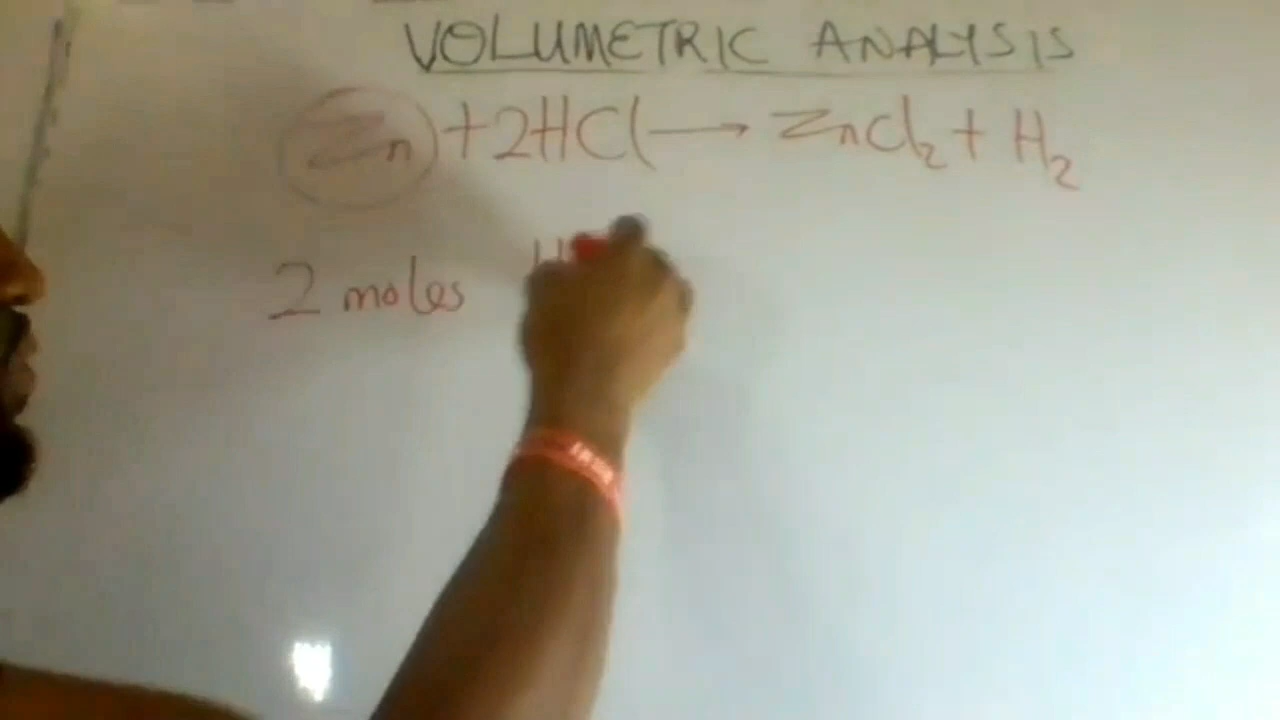 VOLUMETRIC ANALYSIS
Zn + 2HCl → ZnCl₂ + H₂
2 moles H